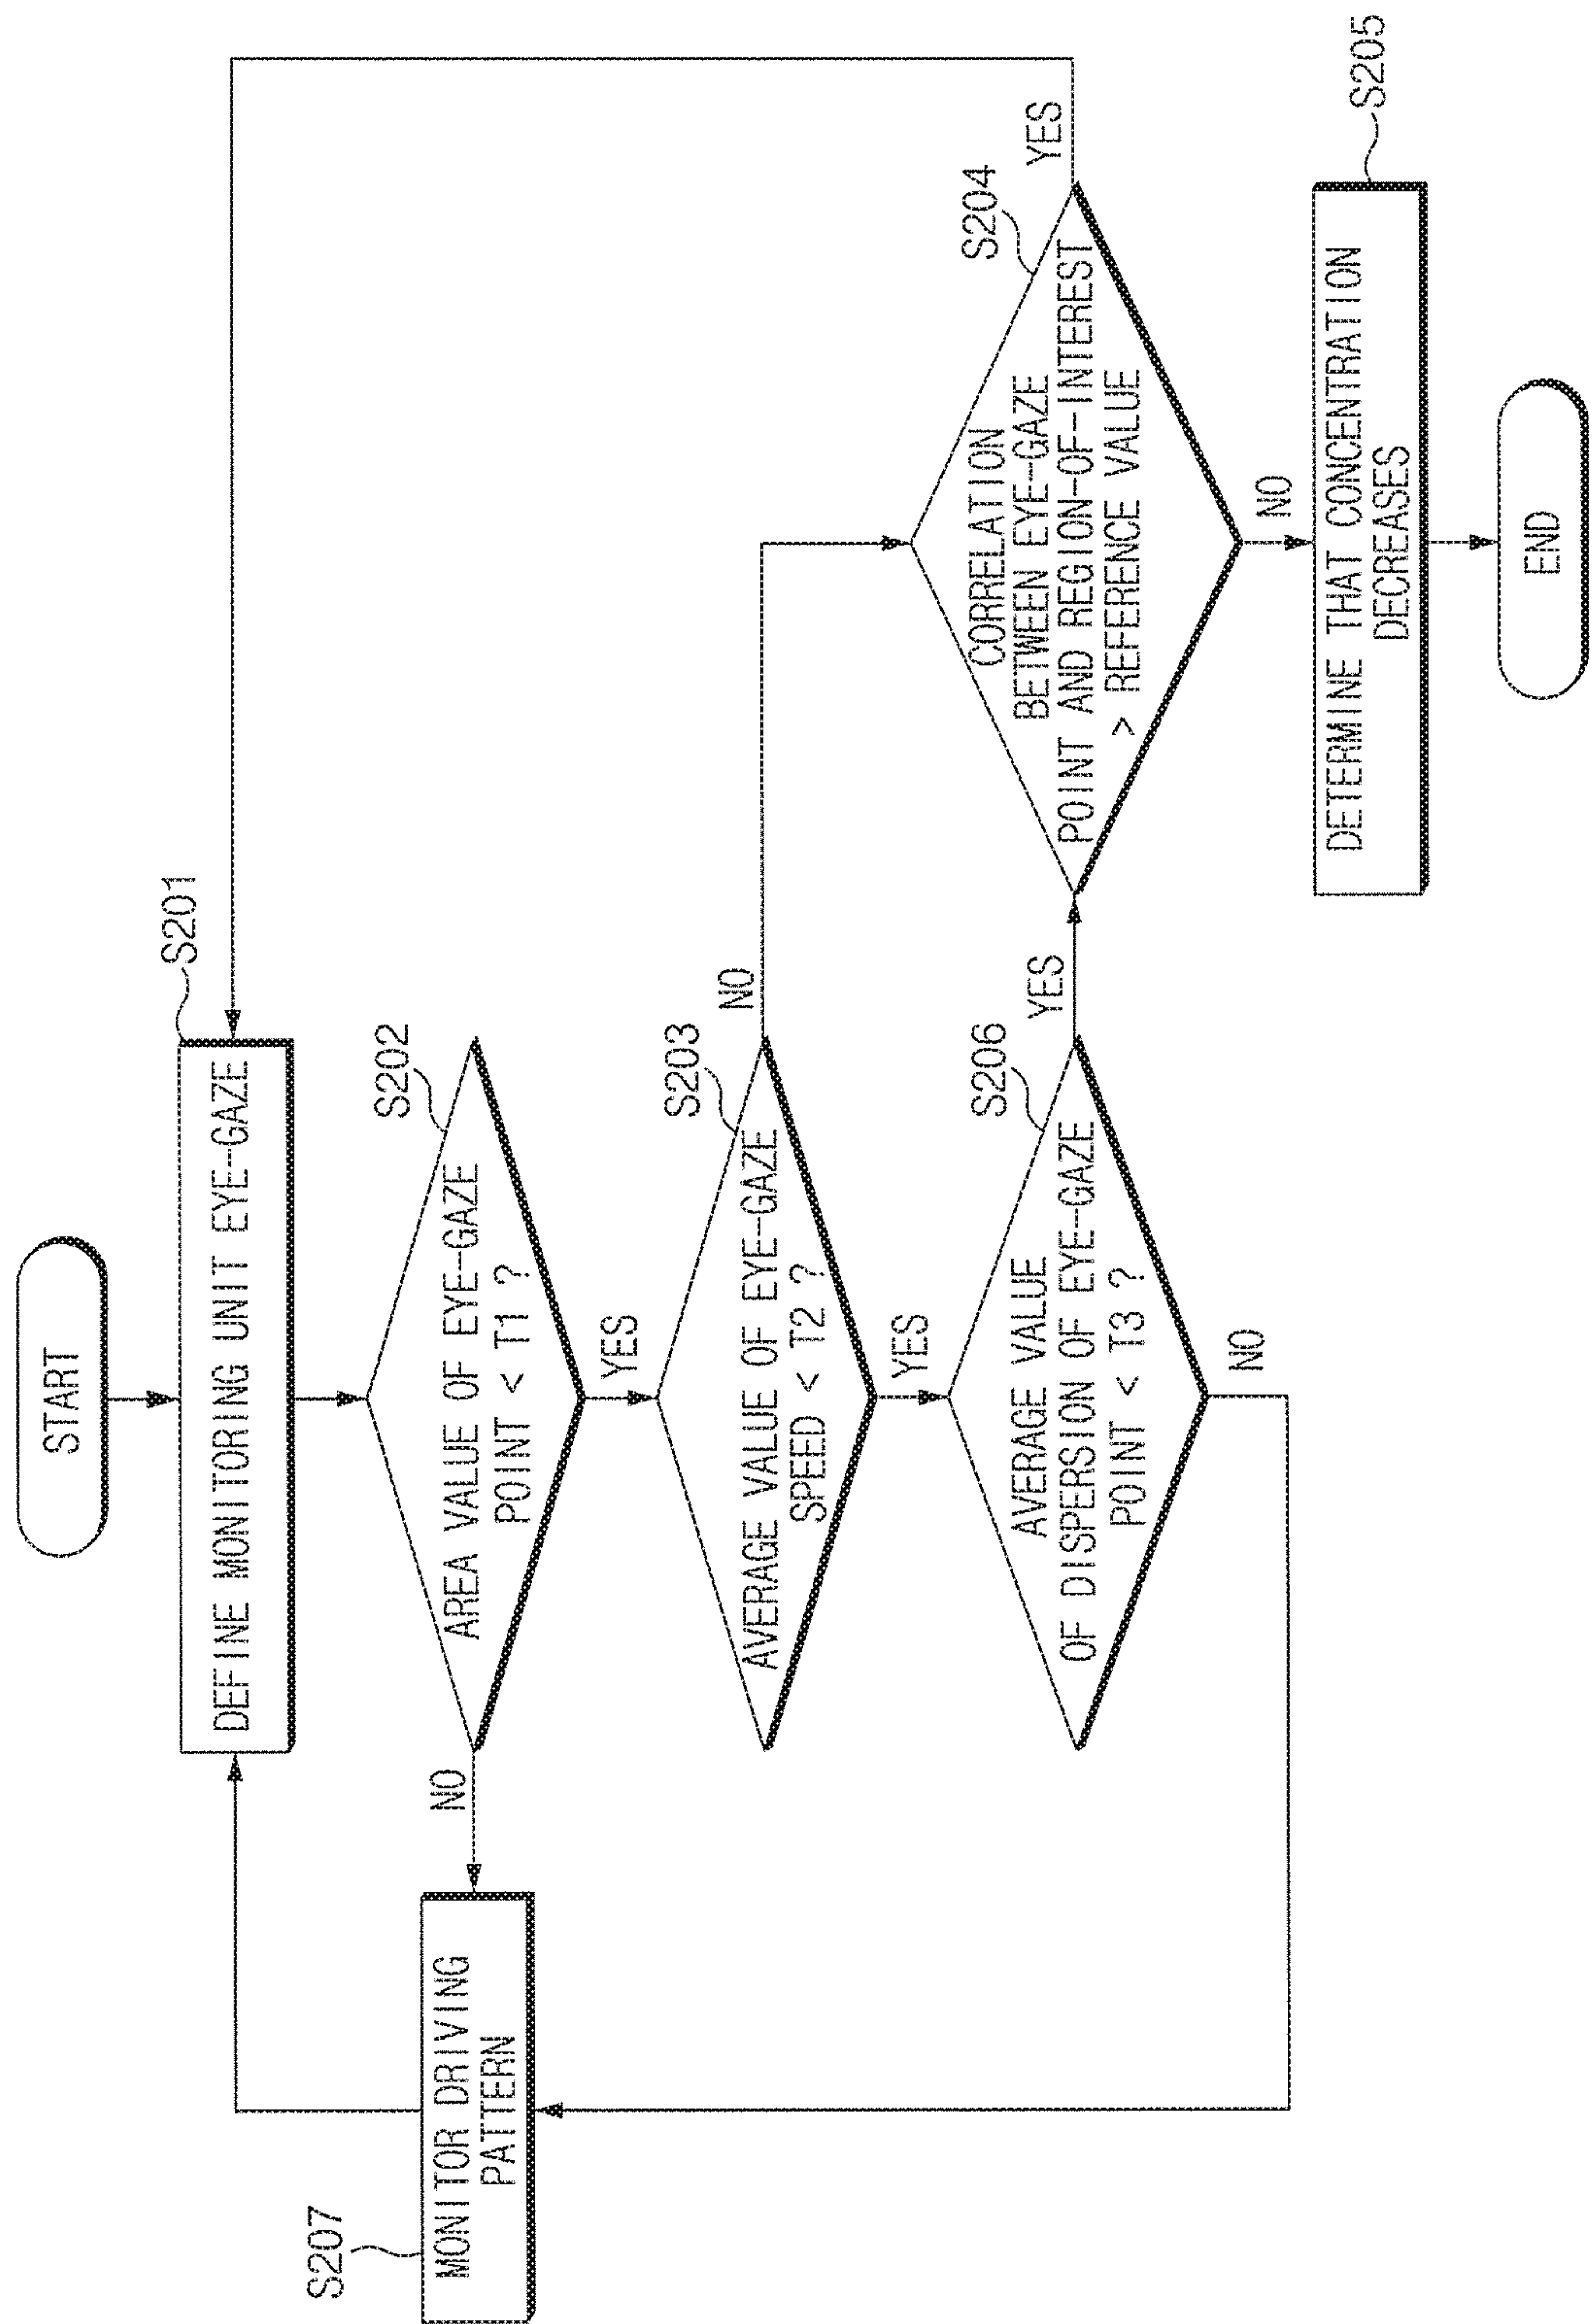 START
S201
DEFINE MONITORING UNIT EYE-GAZE
S202
AREA VALUE OF EYE-GAZE
POINT < T1 ?
NO
YES
S207
MONITOR DRIVING
PATTERN
S203
AVERAGE VALUE OF EYE-GAZE
SPEED < T2 ?
NO
YES
S206
AVERAGE VALUE
OF DISPERSION OF EYE-GAZE
POINT < T3 ?
YES
NO
S204
CORRELATION
BETWEEN EYE-GAZE
POINT AND REGION-OF-INTEREST
> REFERENCE VALUE
YES
NO
S205
DETERMINE THAT CONCENTRATION
DECREASES
END